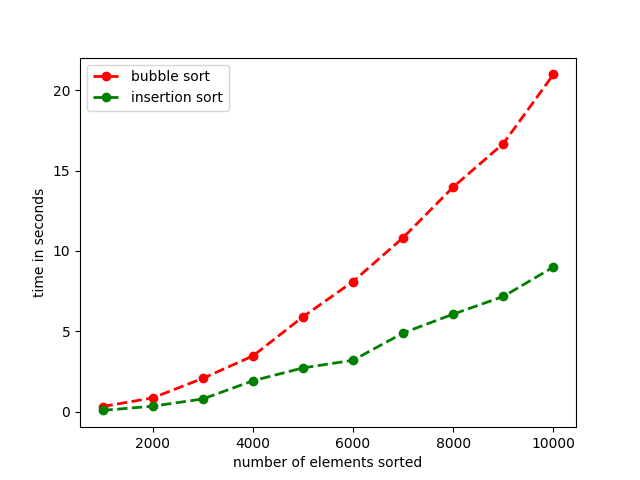 bubble sort
insertion sort
20
15
10
5
0
time in seconds
2000 4000 6000 8000 10000
number of elements sorted